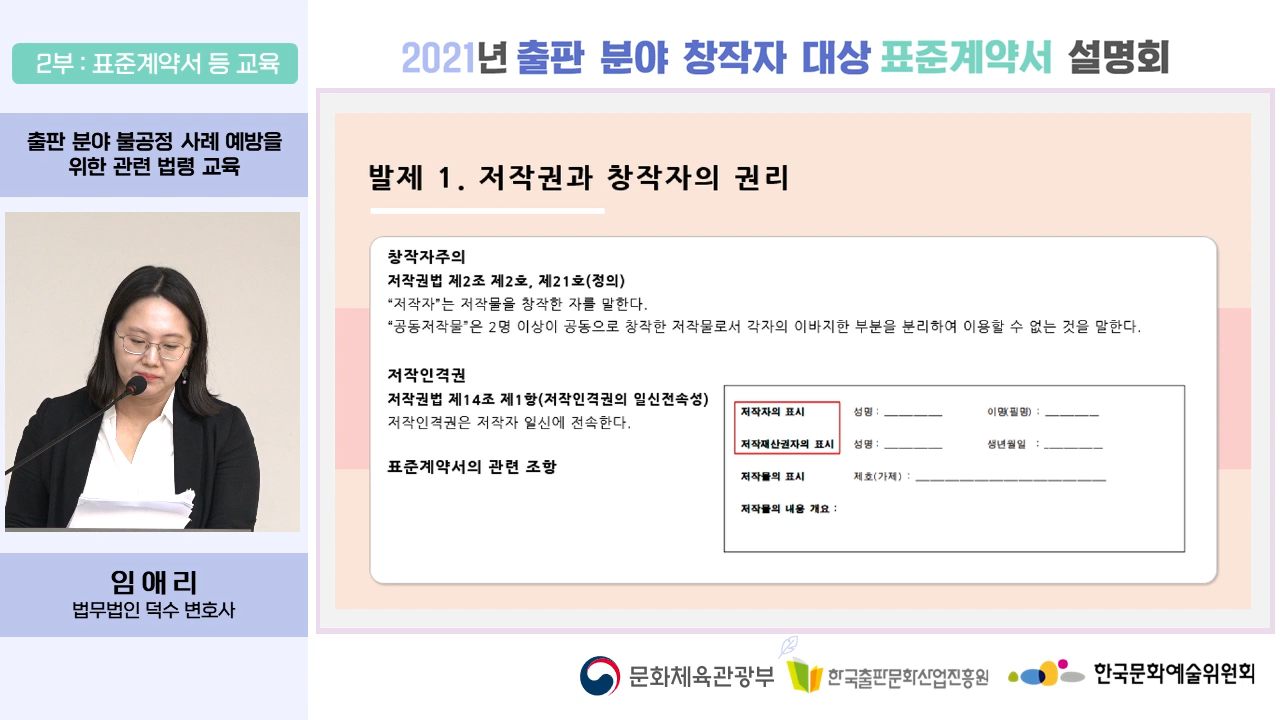 2부 : 표준계약서 등 교육
2021년 출판 분야 창작자 대상 표준계약서 설명회
출판 분야 불공정 사례 예방을
위한 관련 법령 교육
발제 1. 저작권과 창작자의 권리
창작자주의
저작권법 제2조 제2호, 제21호(정의)
“저작자”는 저작물을 창작한 자를 말한다.
“공동저작물”은 2명 이상이 공동으로 창작한 저작물로서 각자의 이바지한 부분을 분리하여 이용할 수 없는 것을 말한다.
저작인격권
저작권법 제14조 제1항(저작인격권의 일신전속성)
저작인격권은 저작자 일신에 전속한다.
표준계약서의 관련 조항
저작자의 표시 성명 : __________ 이명(필명) : __________
저작재산권자의 표시 성명 : __________ 생년월일 : __________
저작물의 표시 제호(가제) : ______________________________
저작물의 내용 개요 :
임애리
법무법인 덕수 변호사
문화체육관광부
한국출판문화산업진흥원
한국문화예술위원회